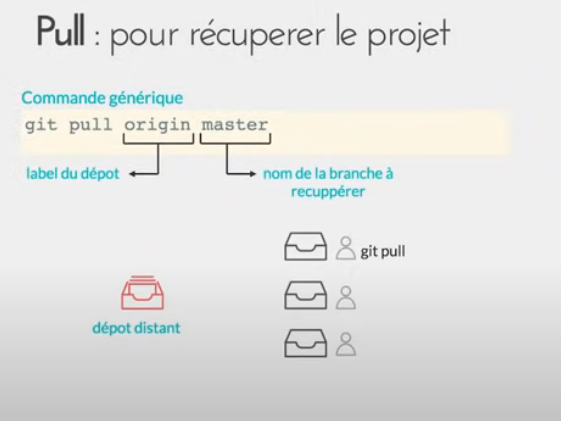 Pull : pour récuperer le projet
Commande générique
git pull origin master
label du dépot
nom de la branche à
recuppérer
git pull
dépot distant